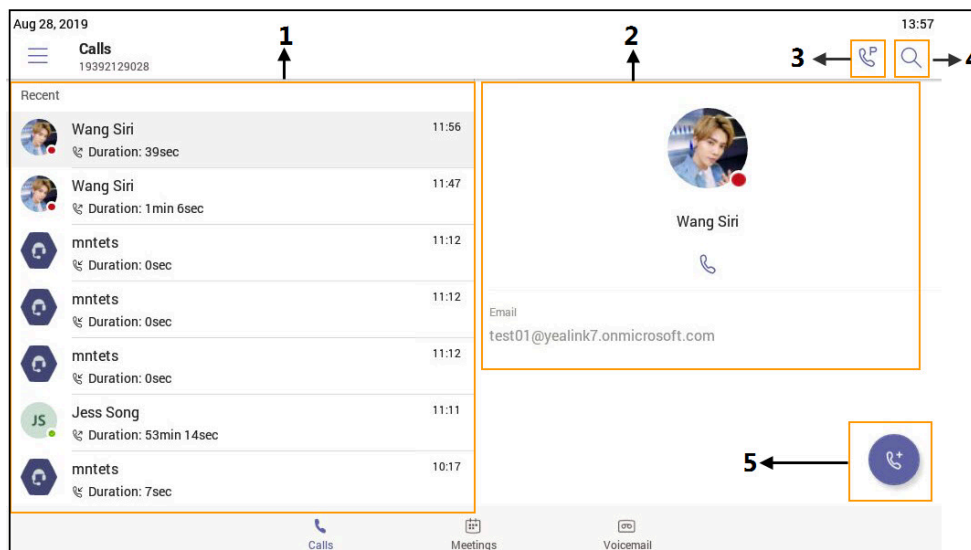 Aug 28, 2019
13:57
1
2
Calls
19392129028
3
P
4
Recent
Wang Siri
11:56
Duration: 39sec
Wang Siri
11:47
Duration: 1min 6sec
mntets
11:12
Duration: 0sec
mntets
11:12
Duration: 0sec
mntets
11:12
Duration: 0sec
JS
Jess Song
11:11
Duration: 53min 14sec
mntets
10:17
Duration: 7sec
Wang Siri
Email
test01@yealink7.onmicrosoft.com
5
Calls
Meetings
Voicemail